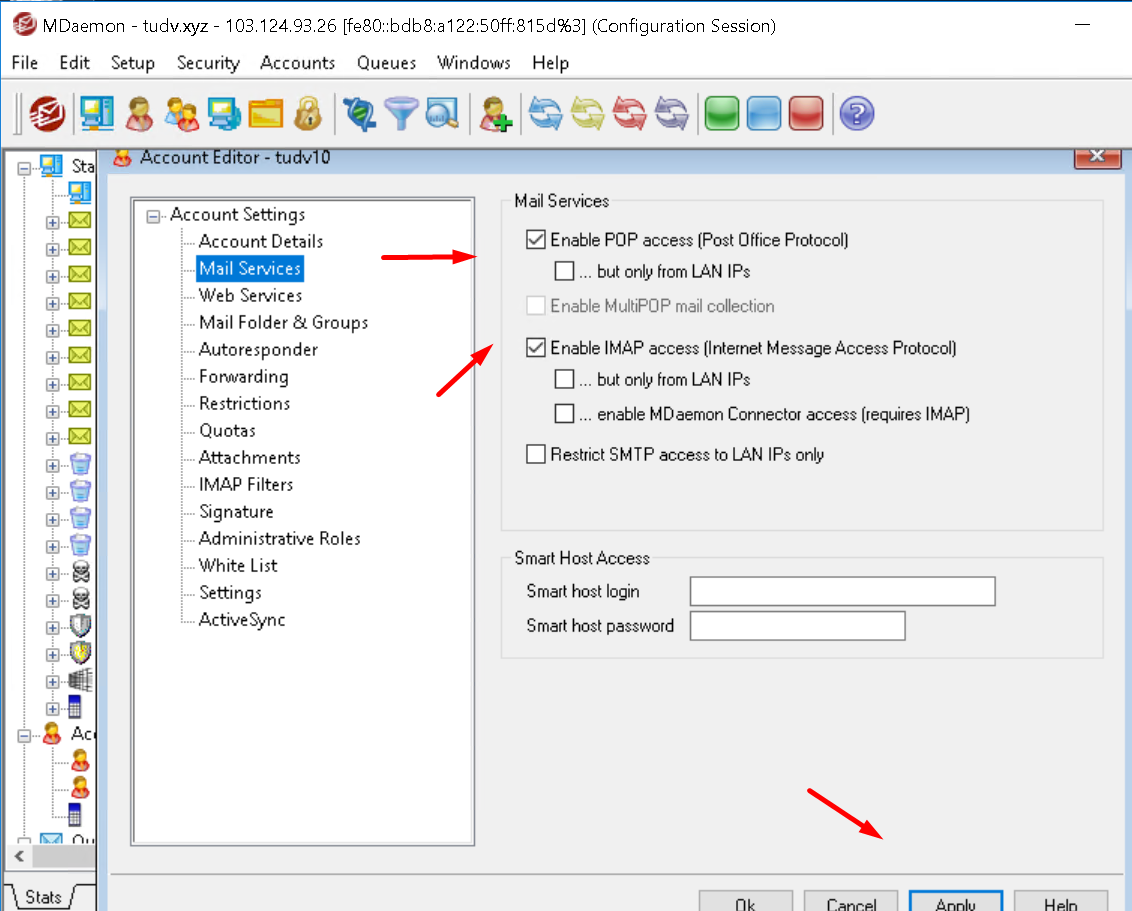 MDaemon - tudv.xyz - 103.124.93.26 [fe80::bdb8:a122:50ff:815d%3] (Configuration Session)
File Edit Setup Security Accounts Queues Windows Help
Account Editor - tudv10
Sta
Account Settings
Account Details
Mail Services
Web Services
Mail Folder & Groups
Autoresponder
Forwarding
Restrictions
Quotas
Attachments
IMAP Filters
Signature
Administrative Roles
White List
Settings
ActiveSync
Mail Services
Enable POP access (Post Office Protocol)
... but only from LAN IPs
Enable MultiPOP mail collection
Enable IMAP access (Internet Message Access Protocol)
... but only from LAN IPs
... enable MDaemon Connector access (requires IMAP)
Restrict SMTP access to LAN IPs only
Smart Host Access
Smart host login
Smart host password
Acc
Qu
Stats
Ok Cancel Apply Help